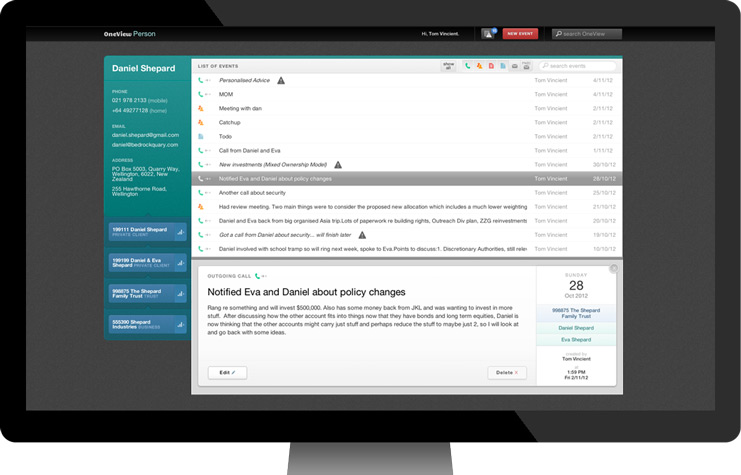 OneView Person
Hi, Tom Vincient.
NEW EVENT
search OneView
Daniel Shepard
PHONE
021 978 2133 (mobile)
+64 49277128 (home)
EMAIL
daniel.shepard@gmail.com
daniel@bedrockquary.com
ADDRESS
PO Box 5003, Quarry Way,
Wellington, 6022, New
Zealand
255 Hawthorne Road,
Wellington
199111 Daniel Shepard
PRIVATE CLIENT
199199 Daniel & Eva
Shepard PRIVATE CLIENT
998875 The Shepard
Family Trust TRUST
555390 Shepard
Industries BUSINESS
LIST OF EVENTS
show
all
search events
Personalised Advice Tom Vincient 4/11/12
MOM Tom Vincient 4/11/12
Meeting with dan Tom Vincient 2/11/12
Catchup Tom Vincient 2/11/12
Todo Tom Vincient 2/11/12
Call from Daniel and Eva Tom Vincient 1/11/12
New investments (Mixed Ownership Model) Tom Vincient 30/10/12
Notified Eva and Daniel about policy changes Tom Vincient 28/10/12
Another call about security Tom Vincient 25/10/12
Had review meeting. Two main things were to consider the proposed new allocation which includes a much lower weighting Tom Vincient 21/10/12
Daniel and Eva back from big organised Asia trip.Lots of paperwork re building rights, Outreach Div. plan, ZZG reinvestments Tom Vincient 20/10/12
Got a call from Daniel about security... will finish later Tom Vincient 19/10/12
Daniel involved with school tramp so will ring next week, spoke to Eva.Points to discuss:1. Discretionary Authorities, still relev Tom Vincient 10/10/12
OUTGOING CALL
Notified Eva and Daniel about policy changes
Rang re something and will invest $500,000. Also has some money back from JKL and was wanting to invest in more
stuff. After discussing how the other account fits into things now that they have bonds and long term equities, Daniel is
now thinking that the other accounts might carry just stuff and perhaps reduce the stuff to maybe just 2, so I will look at
and go back with some ideas.
Edit
Delete ×
SUNDAY
28
Oct 2012
998875 The Shepard
Family Trust
Daniel Shepard
Eva Shepard
created by
Tom Vincient
at
1:59 PM
Fri 2/11/12